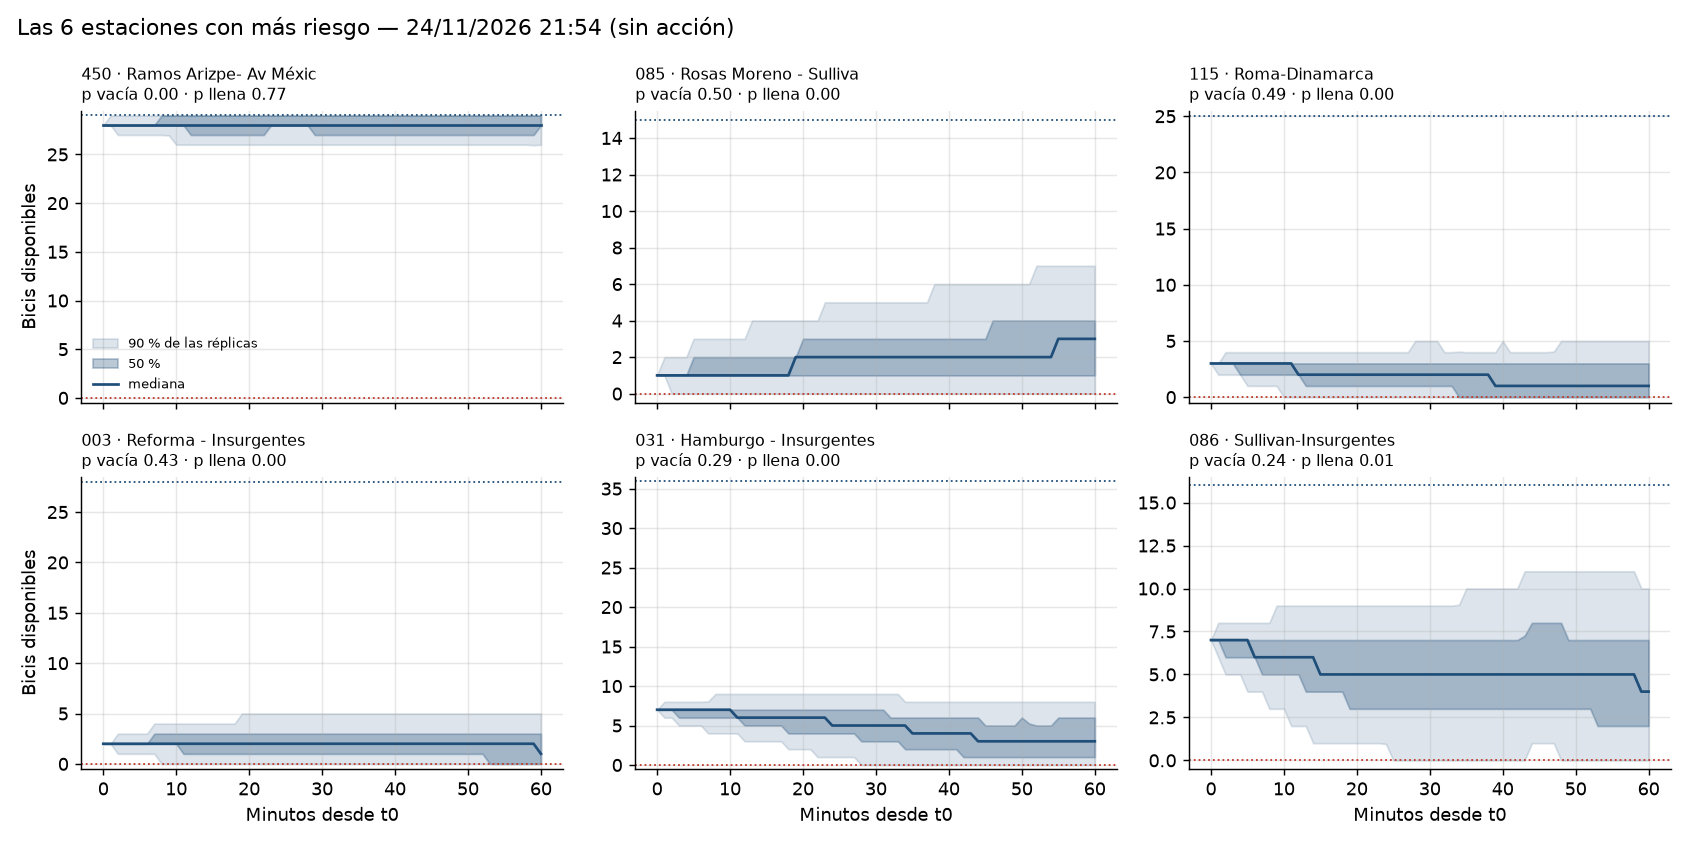 Las 6 estaciones con más riesgo — 24/11/2026 21:54 (sin acción)
450 · Ramos Arizpe- Av Méxic
p vacía 0.00 · p llena 0.77
25
20
15
10
5
0
Bicis disponibles
90 % de las réplicas
50 %
mediana
085 · Rosas Moreno - Sulliva
p vacía 0.50 · p llena 0.00
14
12
10
8
6
4
2
0
115 · Roma-Dinamarca
p vacía 0.49 · p llena 0.00
25
20
15
10
5
0
003 · Reforma - Insurgentes
p vacía 0.43 · p llena 0.00
25
20
15
10
5
0
Bicis disponibles
0 10 20 30 40 50 60
Minutos desde t0
031 · Hamburgo - Insurgentes
p vacía 0.29 · p llena 0.00
35
30
25
20
15
10
5
0
0 10 20 30 40 50 60
Minutos desde t0
086 · Sullivan-Insurgentes
p vacía 0.24 · p llena 0.01
15.0
12.5
10.0
7.5
5.0
2.5
0.0
0 10 20 30 40 50 60
Minutos desde t0